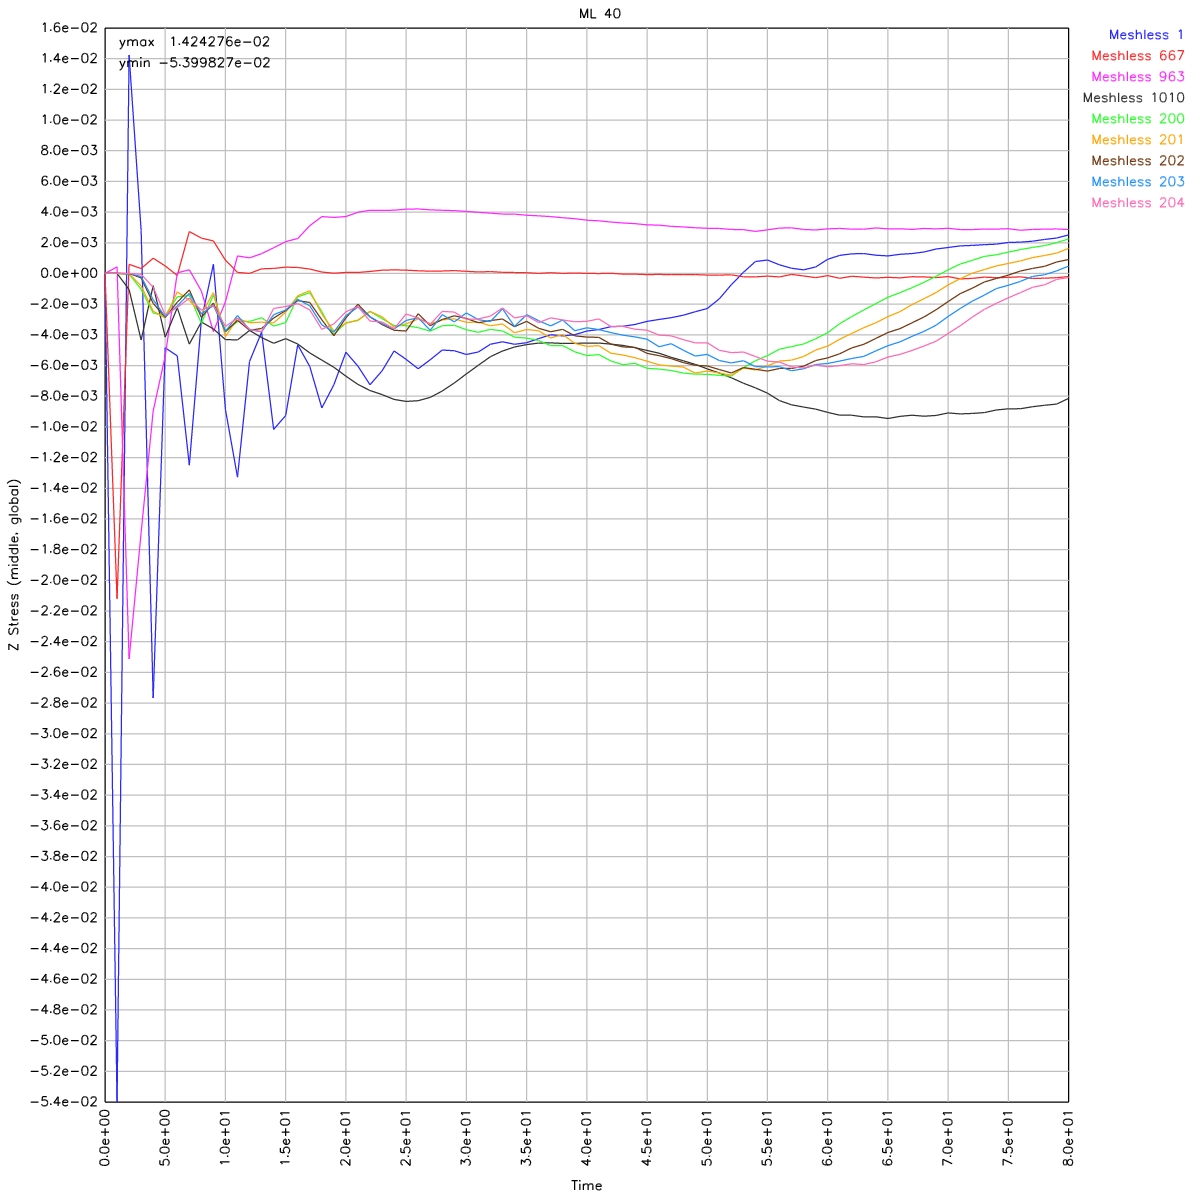 ML 40
ymax 1.424276e-02
ymin -5.399827e-02
Meshless 1
Meshless 667
Meshless 963
Meshless 1010
Meshless 200
Meshless 201
Meshless 202
Meshless 203
Meshless 204
1.6e-02
1.4e-02
1.2e-02
1.0e-02
8.0e-03
6.0e-03
4.0e-03
2.0e-03
0.0e+00
-2.0e-03
-4.0e-03
-6.0e-03
-8.0e-03
-1.0e-02
-1.2e-02
-1.4e-02
-1.6e-02
-1.8e-02
-2.0e-02
-2.2e-02
-2.4e-02
-2.6e-02
-2.8e-02
-3.0e-02
-3.2e-02
-3.4e-02
-3.6e-02
-3.8e-02
-4.0e-02
-4.2e-02
-4.4e-02
-4.6e-02
-4.8e-02
-5.0e-02
-5.2e-02
-5.4e-02
Z Stress (middle, global)
0.0e+00
5.0e+00
1.0e+01
1.5e+01
2.0e+01
2.5e+01
3.0e+01
3.5e+01
4.0e+01
4.5e+01
5.0e+01
5.5e+01
6.0e+01
6.5e+01
7.0e+01
7.5e+01
8.0e+01
Time